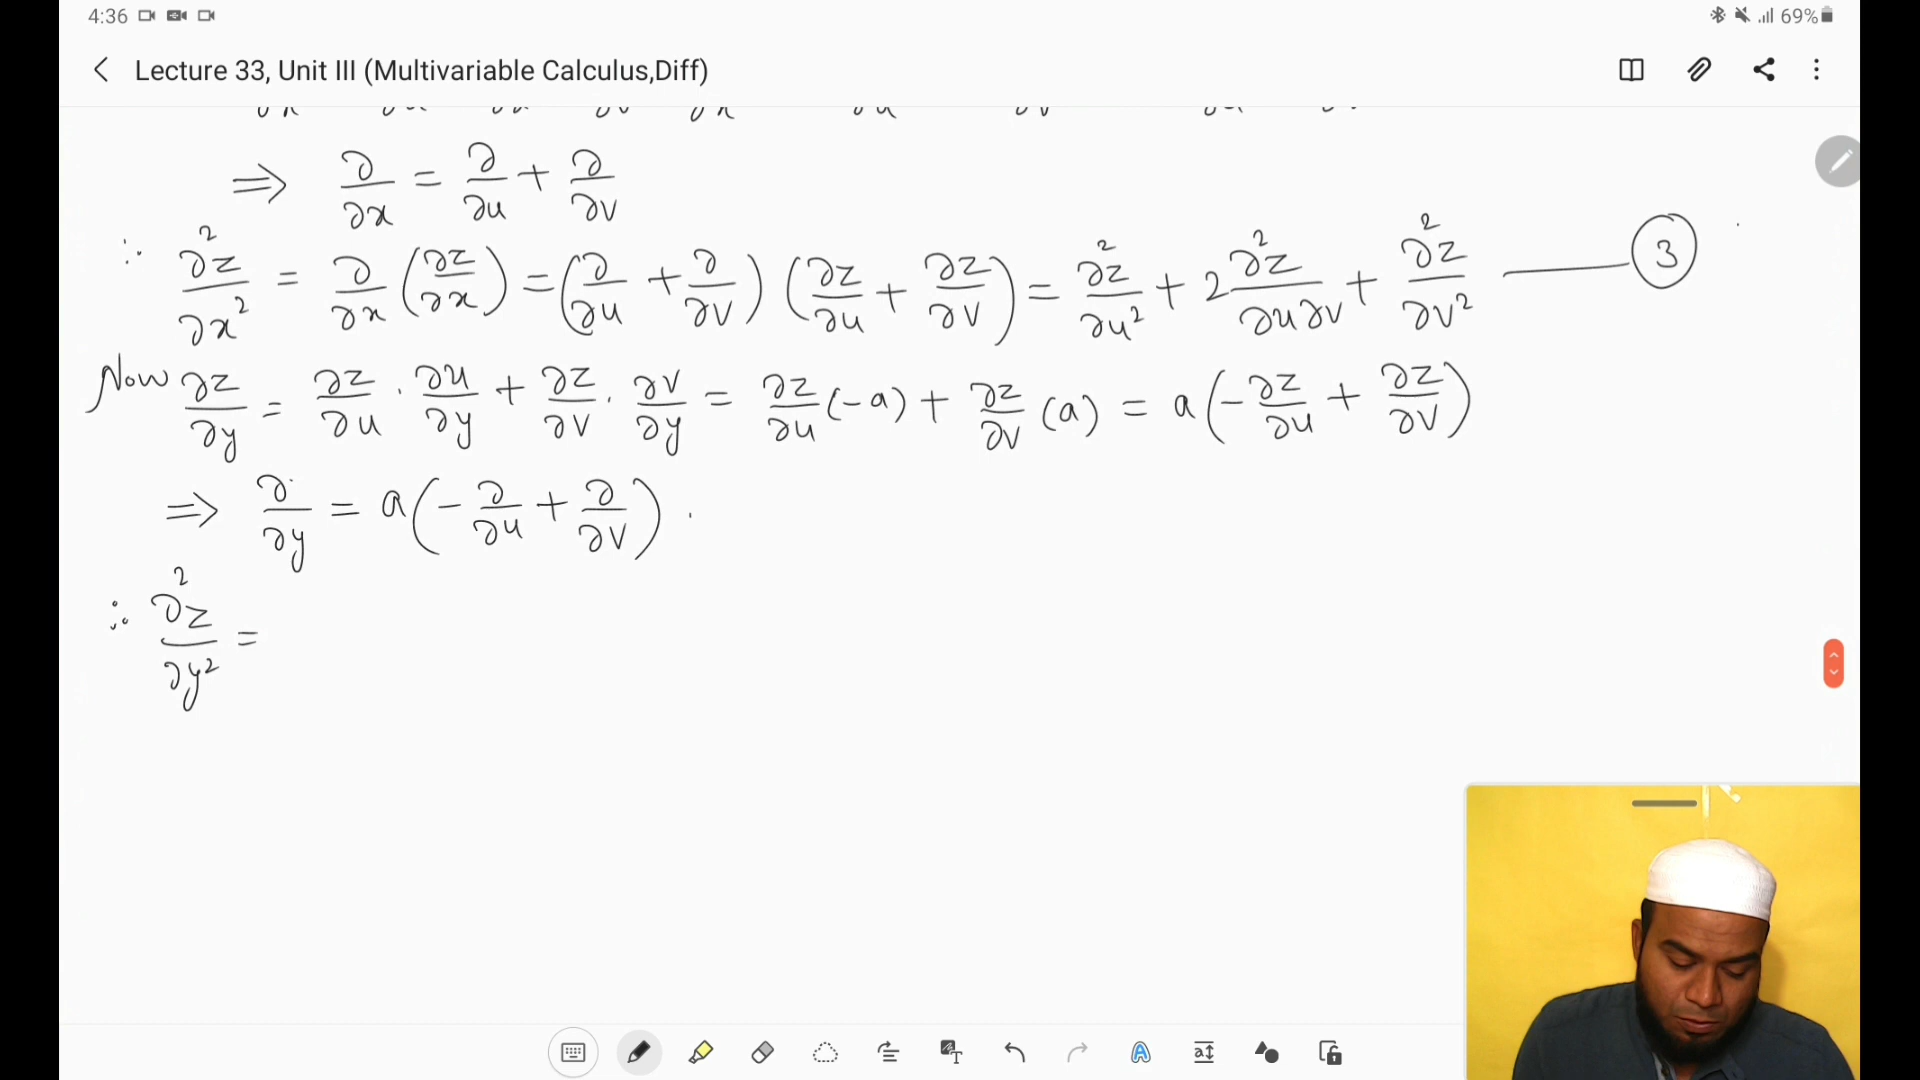 4:36 69%
Lecture 33, Unit III (Multivariable Calculus,Diff)
⇒ ∂/∂x = ∂/∂u + ∂/∂v
∵ ∂²z/∂x² = ∂/∂x (∂z/∂x) = (∂/∂u + ∂/∂v) (∂z/∂u + ∂z/∂v) = ∂²z/∂u² + 2 ∂²z/∂u∂v + ∂²z/∂v² —— ③
Now ∂z/∂y = ∂z/∂u · ∂u/∂y + ∂z/∂v · ∂v/∂y = ∂z/∂u (-a) + ∂z/∂v (a) = a(-∂z/∂u + ∂z/∂v)
⇒ ∂/∂y = a(-∂/∂u + ∂/∂v) .
∴ ∂²z/∂y² =